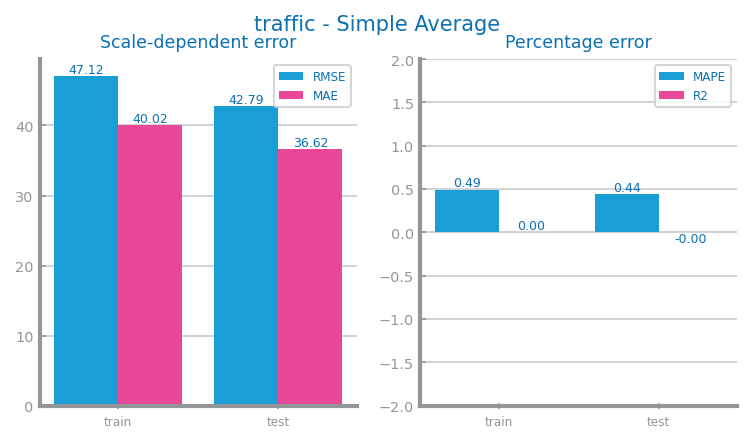 traffic - Simple Average
Scale-dependent error
47.12
40.02
42.79
36.62
RMSE
MAE
40
30
20
10
0
train
test
Percentage error
2.0
1.5
1.0
0.5
0.0
−0.5
−1.0
−1.5
−2.0
MAPE
R2
0.49
0.00
0.44
-0.00
train
test